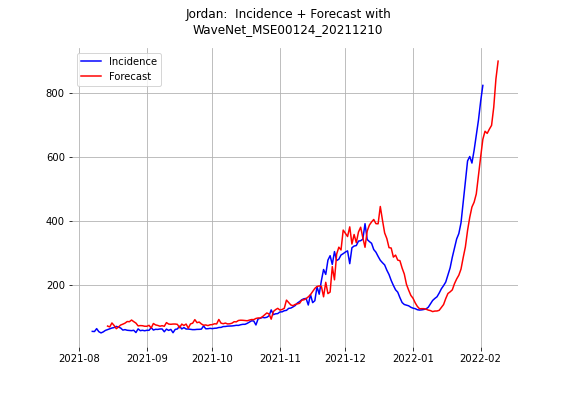 Jordan:  Incidence + Forecast with
WaveNet_MSE00124_20211210
Incidence
Forecast
800
600
400
200
2021-08
2021-09
2021-10
2021-11
2021-12
2022-01
2022-02